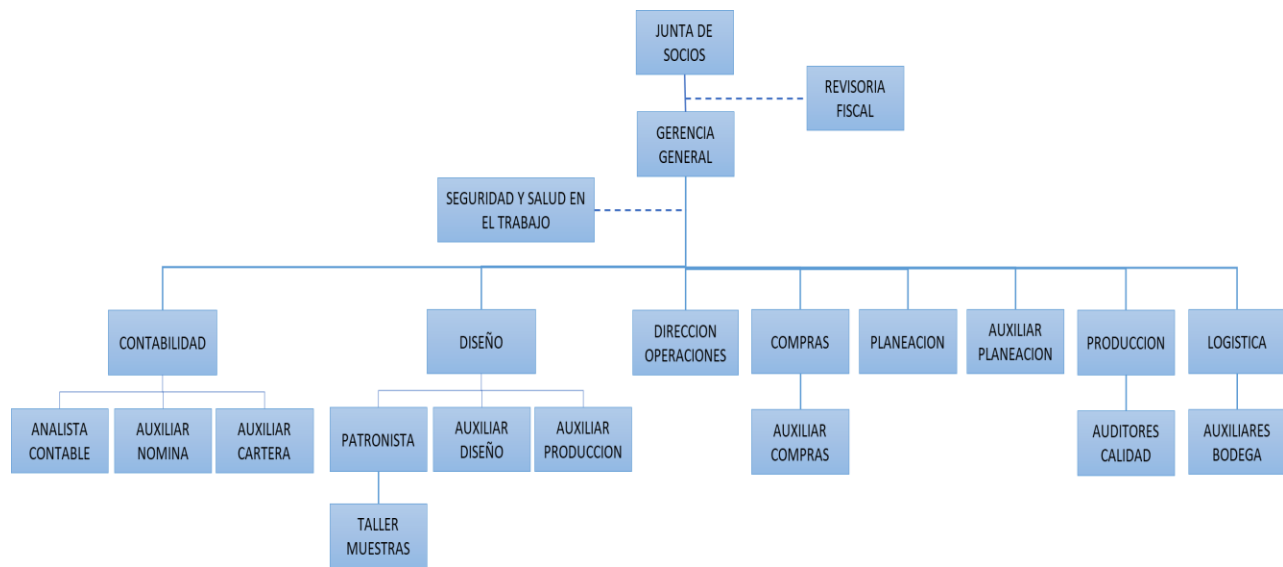 JUNTA DE
SOCIOS
REVISORIA
FISCAL
GERENCIA
GENERAL
SEGURIDAD Y SALUD EN
EL TRABAJO
CONTABILIDAD
DISEÑO
DIRECCION
OPERACIONES
COMPRAS
PLANEACION
AUXILIAR
PLANEACION
PRODUCCION
LOGISTICA
ANALISTA
CONTABLE
AUXILIAR
NOMINA
AUXILIAR
CARTERA
PATRONISTA
AUXILIAR
DISEÑO
AUXILIAR
PRODUCCION
AUXILIAR
COMPRAS
AUDITORES
CALIDAD
AUXILIARES
BODEGA
TALLER
MUESTRAS